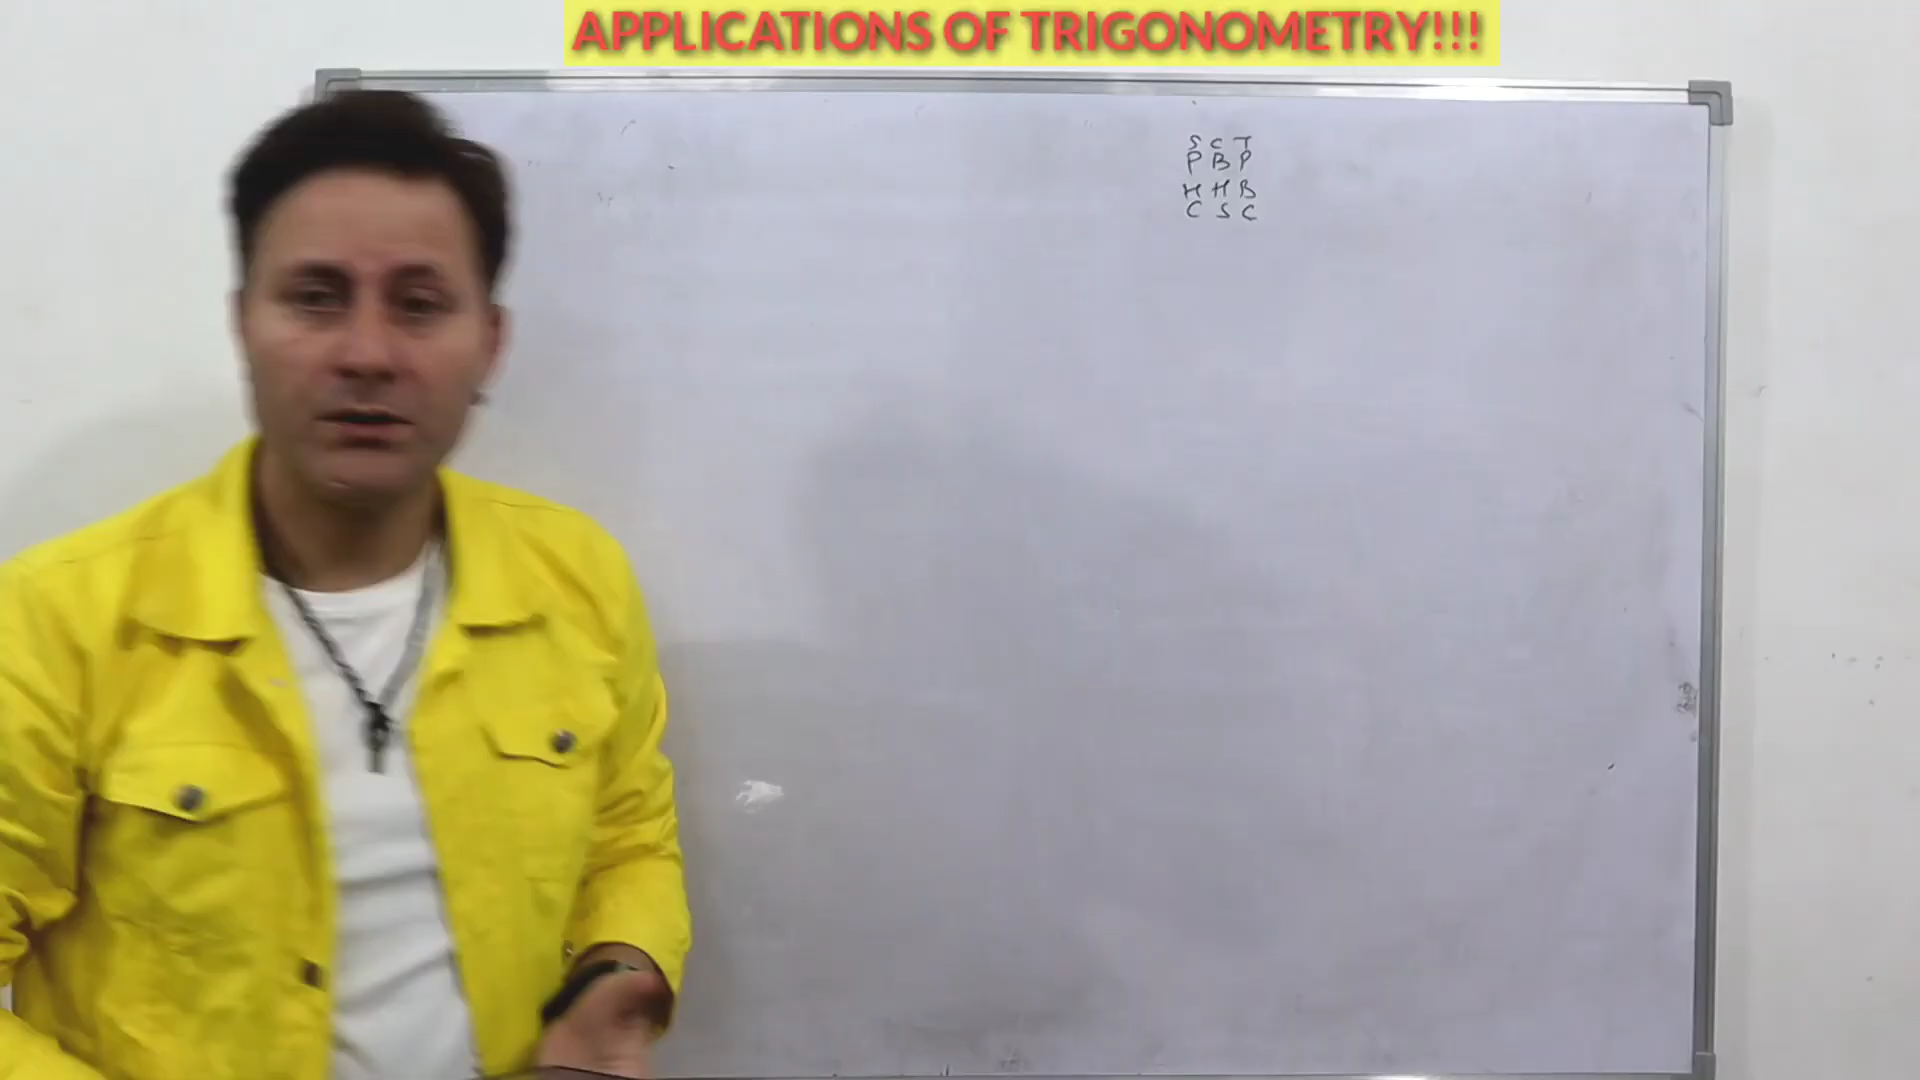 APPLICATIONS OF TRIGONOMETRY!!!
S C T
P B P
H H B
C S C